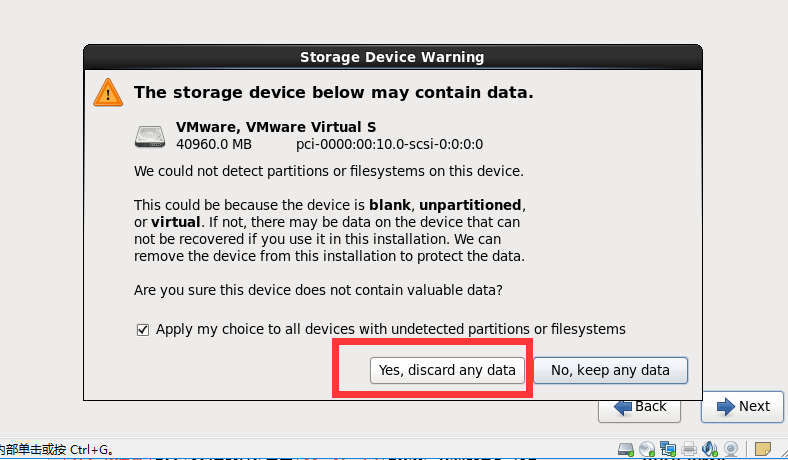 Storage Device Warning
The storage device below may contain data.
VMware, VMware Virtual S
40960.0 MB pci-0000:00:10.0-scsi-0:0:0:0
We could not detect partitions or filesystems on this device.
This could be because the device is blank, unpartitioned,
or virtual. If not, there may be data on the device that can
not be recovered if you use it in this installation. We can
remove the device from this installation to protect the data.
Are you sure this device does not contain valuable data?
Apply my choice to all devices with undetected partitions or filesystems
Yes, discard any data No, keep any data
Back Next
内部单击或按 Ctrl+G。